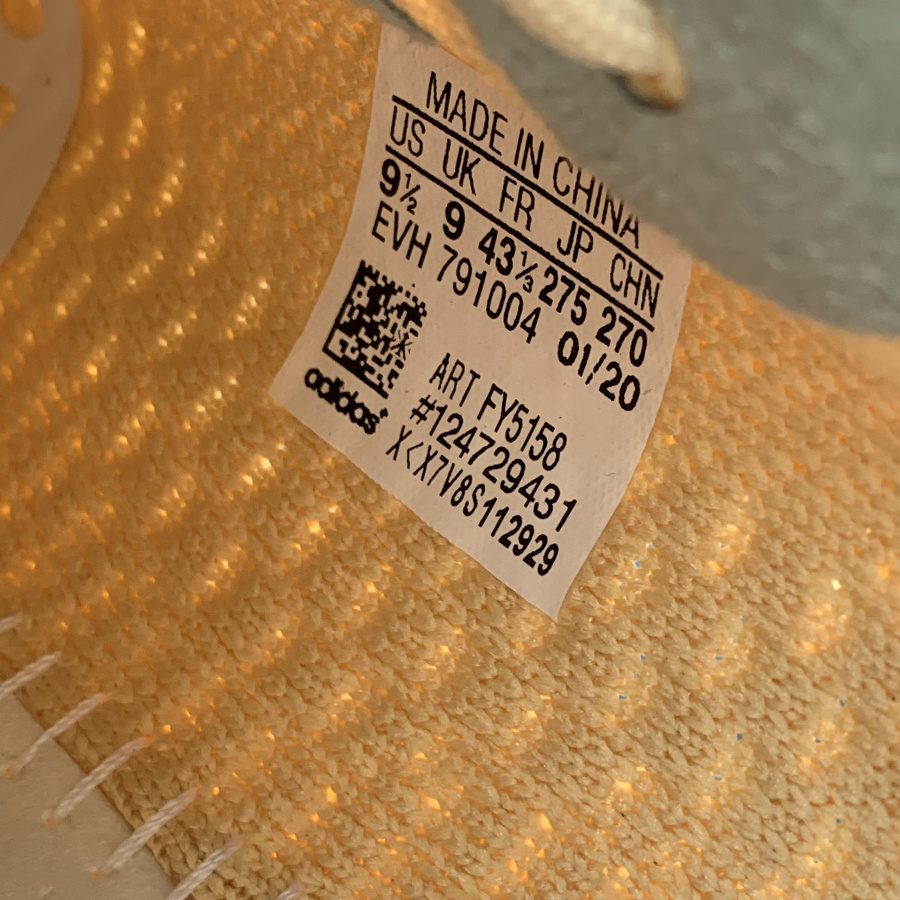 MADE IN CHINA
US UK FR JP CHN
9½ 9 43⅓ 275 270
EVH 791004 01/20
ART FY5158
#124729431
X<X7V8S112929
adidas